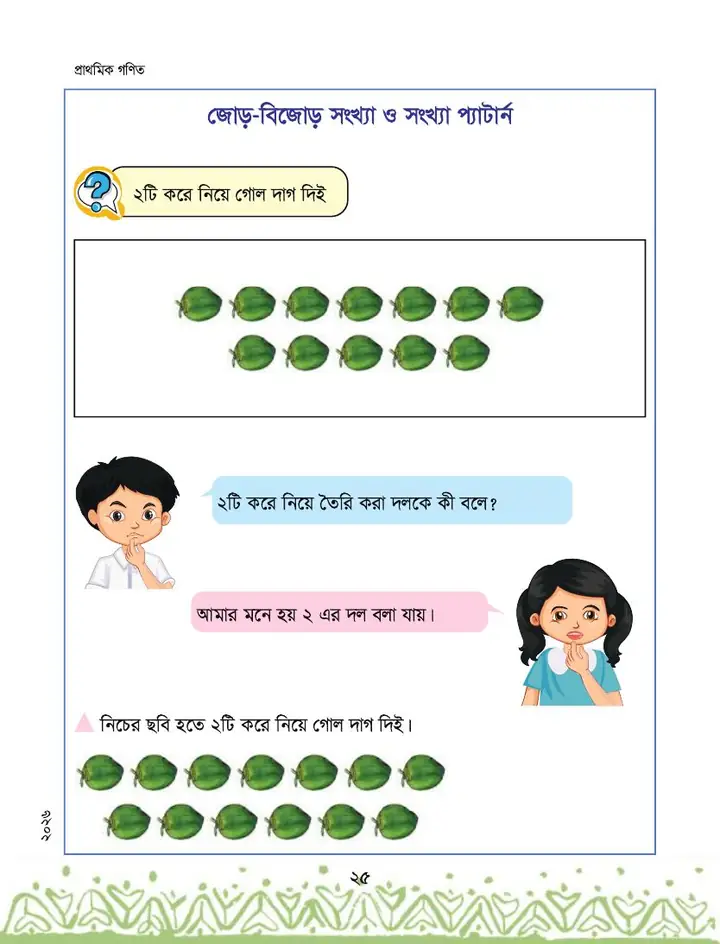 প্রাথমিক গণিত
জোড়-বিজোড় সংখ্যা ও সংখ্যা প্যাটার্ন
২টি করে নিয়ে গোল দাগ দিই
২টি করে নিয়ে তৈরি করা দলকে কী বলে?
আমার মনে হয় ২ এর দল বলা যায়।
নিচের ছবি হতে ২টি করে নিয়ে গোল দাগ দিই।
২০২৬
২৫